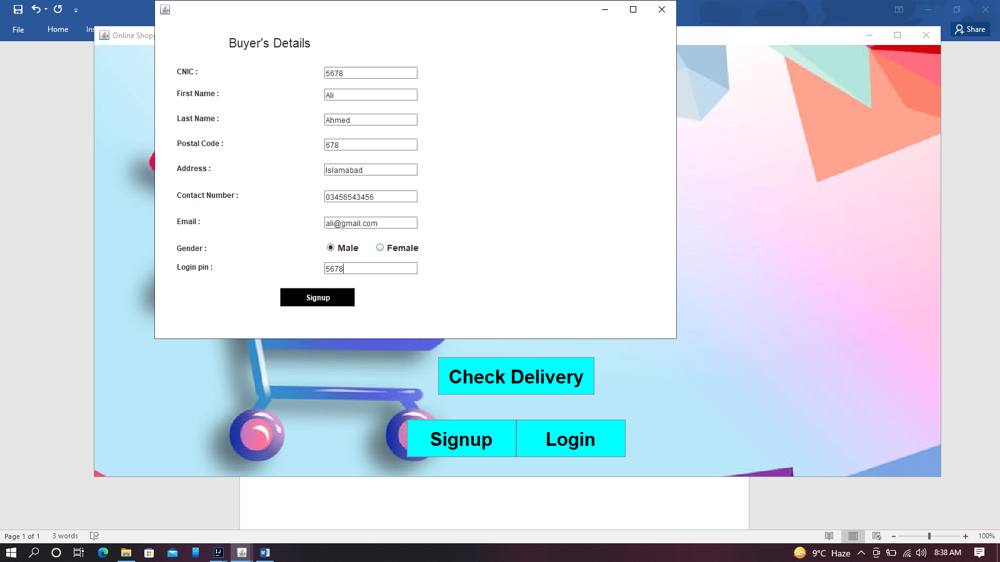 File
Home
Ins
Share
Online Shopp
Buyer's Details
CNIC :
5678
First Name :
Ali
Last Name :
Ahmed
Postal Code :
678
Address :
Islamabad
Contact Number :
03456543456
Email :
ali@gmail.com
Gender :
Male
Female
Login pin :
5678
Signup
Check Delivery
Signup
Login
Page 1 of 1
3 words
100%
9°C Haze
8:38 AM